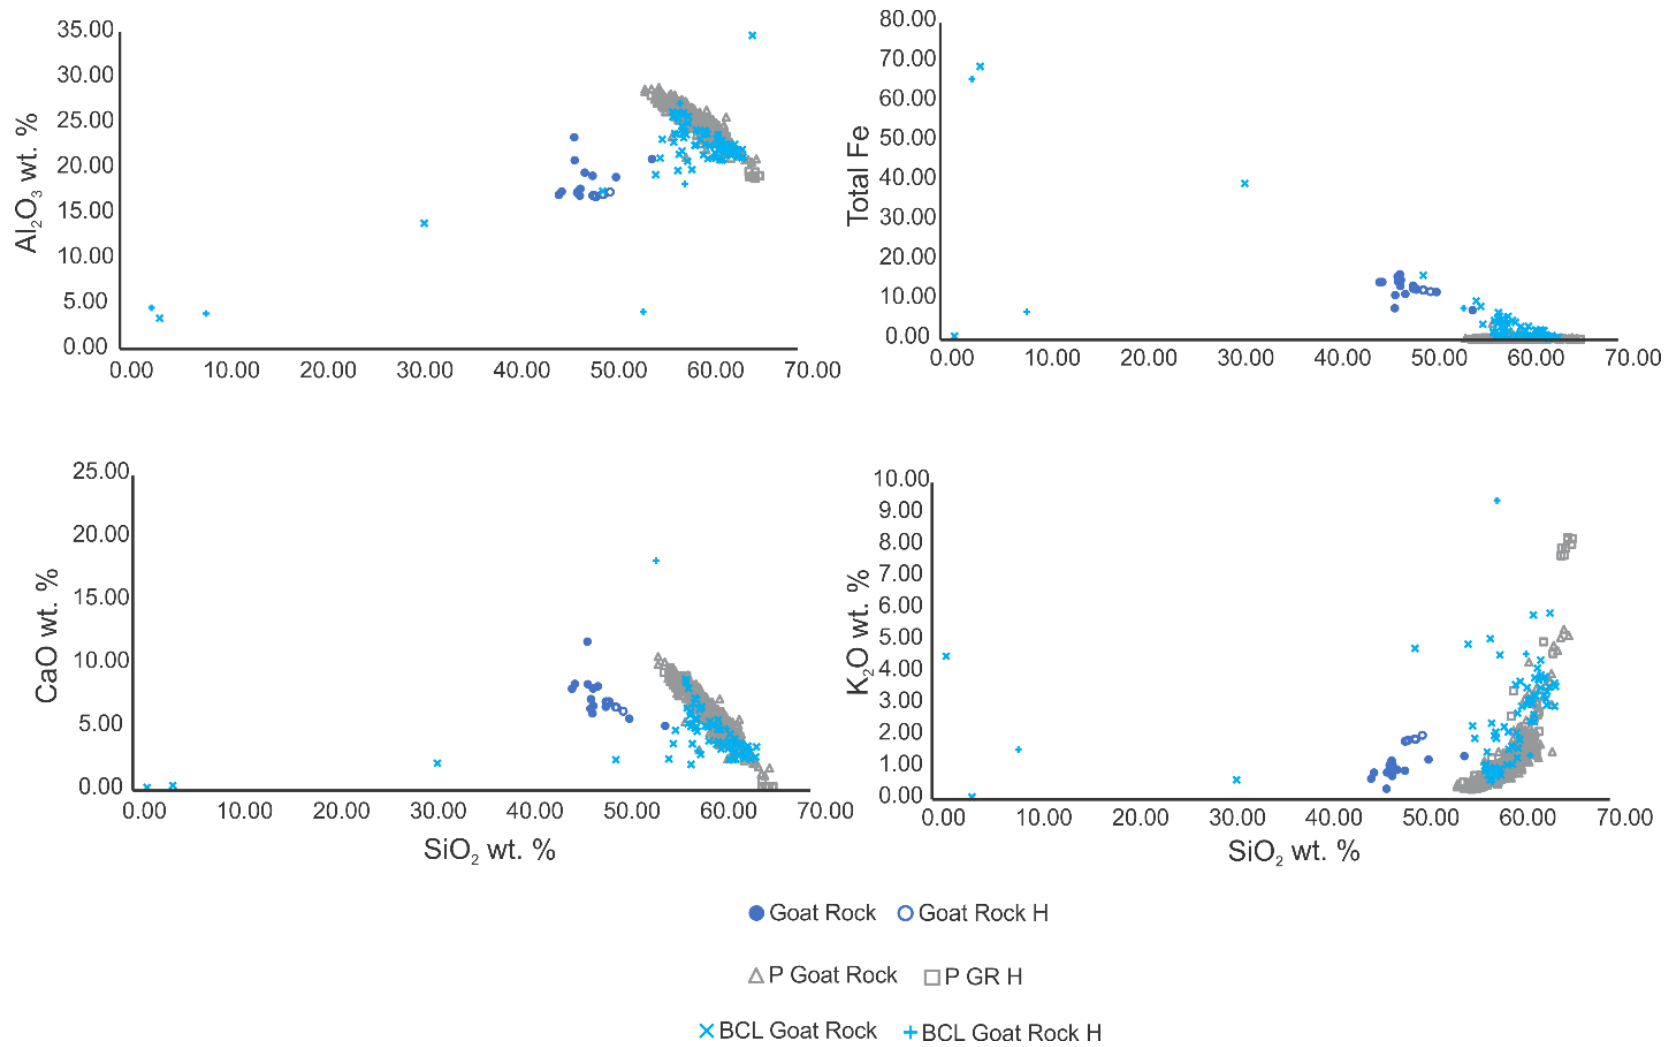 35.00
30.00
25.00
20.00
15.00
10.00
5.00
0.00
Al₂O₃ wt. %
0.00 10.00 20.00 30.00 40.00 50.00 60.00 70.00
80.00
70.00
60.00
50.00
40.00
30.00
20.00
10.00
0.00
Total Fe
10.00 20.00 30.00 40.00 50.00 60.00 70.00
25.00
20.00
15.00
10.00
5.00
0.00
CaO wt. %
0.00 10.00 20.00 30.00 40.00 50.00 60.00 70.00
SiO₂ wt. %
10.00
9.00
8.00
7.00
6.00
5.00
4.00
3.00
2.00
1.00
0.00
K₂O wt. %
0.00 10.00 20.00 30.00 40.00 50.00 60.00 70.00
SiO₂ wt. %
Goat Rock Goat Rock H
P Goat Rock P GR H
BCL Goat Rock BCL Goat Rock H